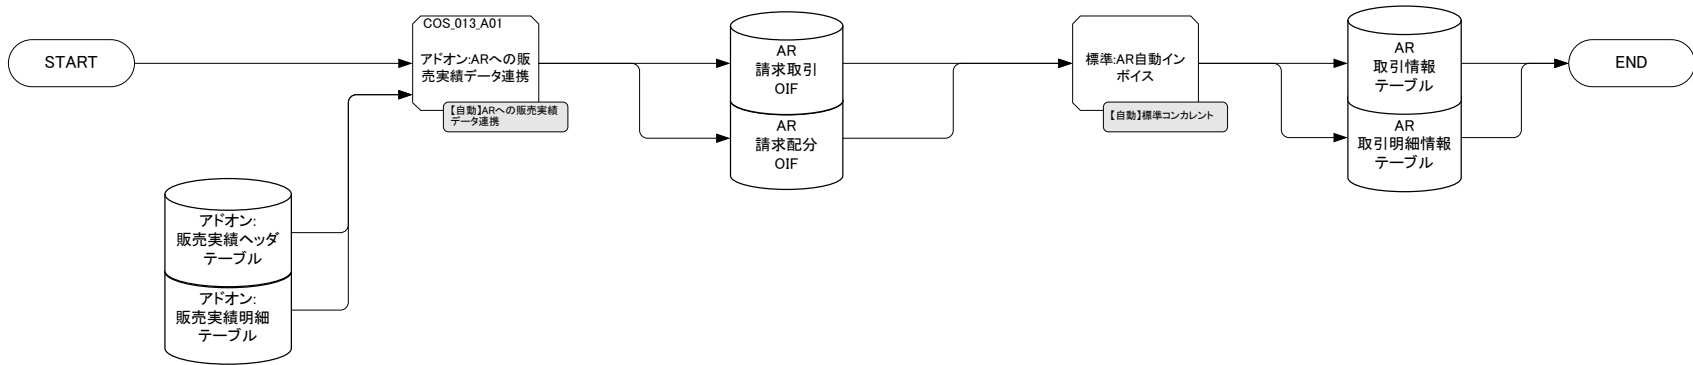 START
COS_013_A01
アドオン:ARへの販
売実績データ連携
【自動】ARへの販売実績
データ連携
アドオン:
販売実績ヘッダ
テーブル
アドオン:
販売実績明細
テーブル
AR
請求取引
OIF
AR
請求配分
OIF
標準:AR自動イン
ボイス
【自動】標準コンカレント
AR
取引情報
テーブル
AR
取引明細情報
テーブル
END